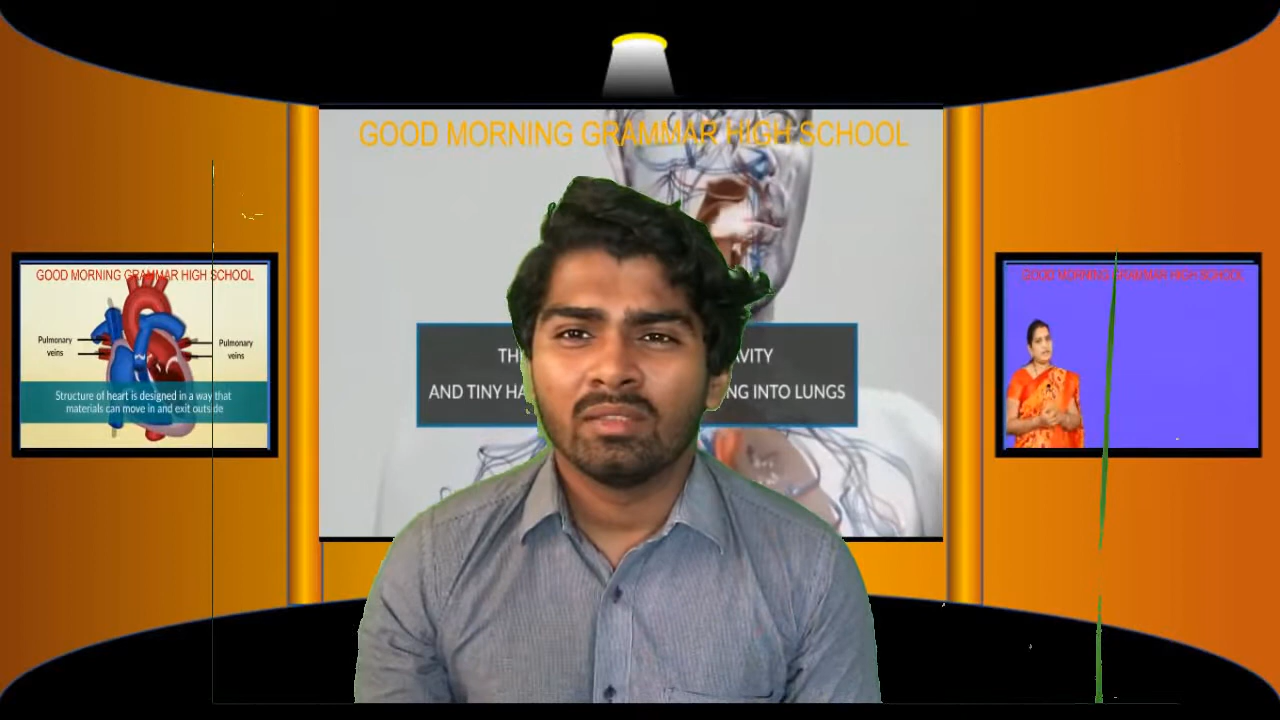 GOOD MORNING GRAMMAR HIGH SCHOOL
AVITY
AND TINY NG INTO LUNGS
GOOD MORNING GRAMMAR HIGH SCHOOL
Pulmonary
veins
Pulmonary
veins
Structure of heart is designed in a way that
materials can move in and exit outside
GOOD MORNING GRAMMAR HIGH SCHOOL